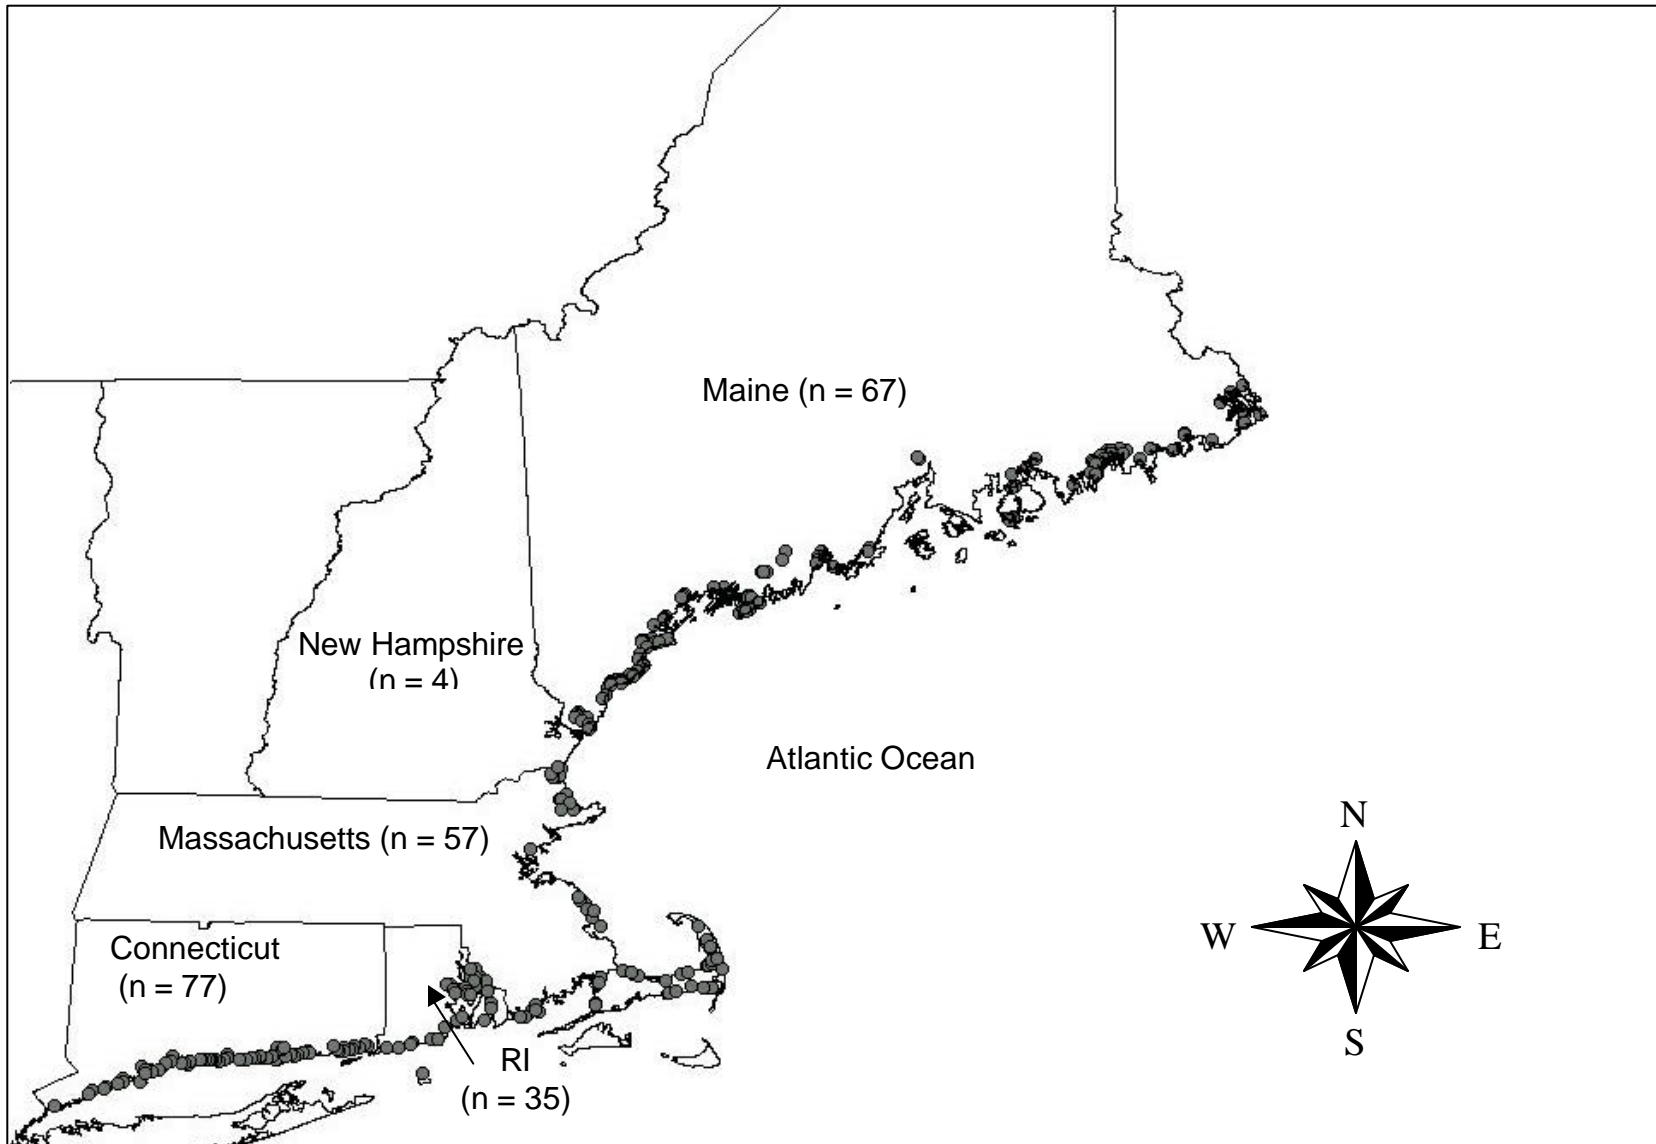 Maine (n = 67)
New Hampshire
(n = 4)
Atlantic Ocean
Massachusetts (n = 57)
N
W
E
S
Connecticut
(n = 77)
RI
(n = 35)